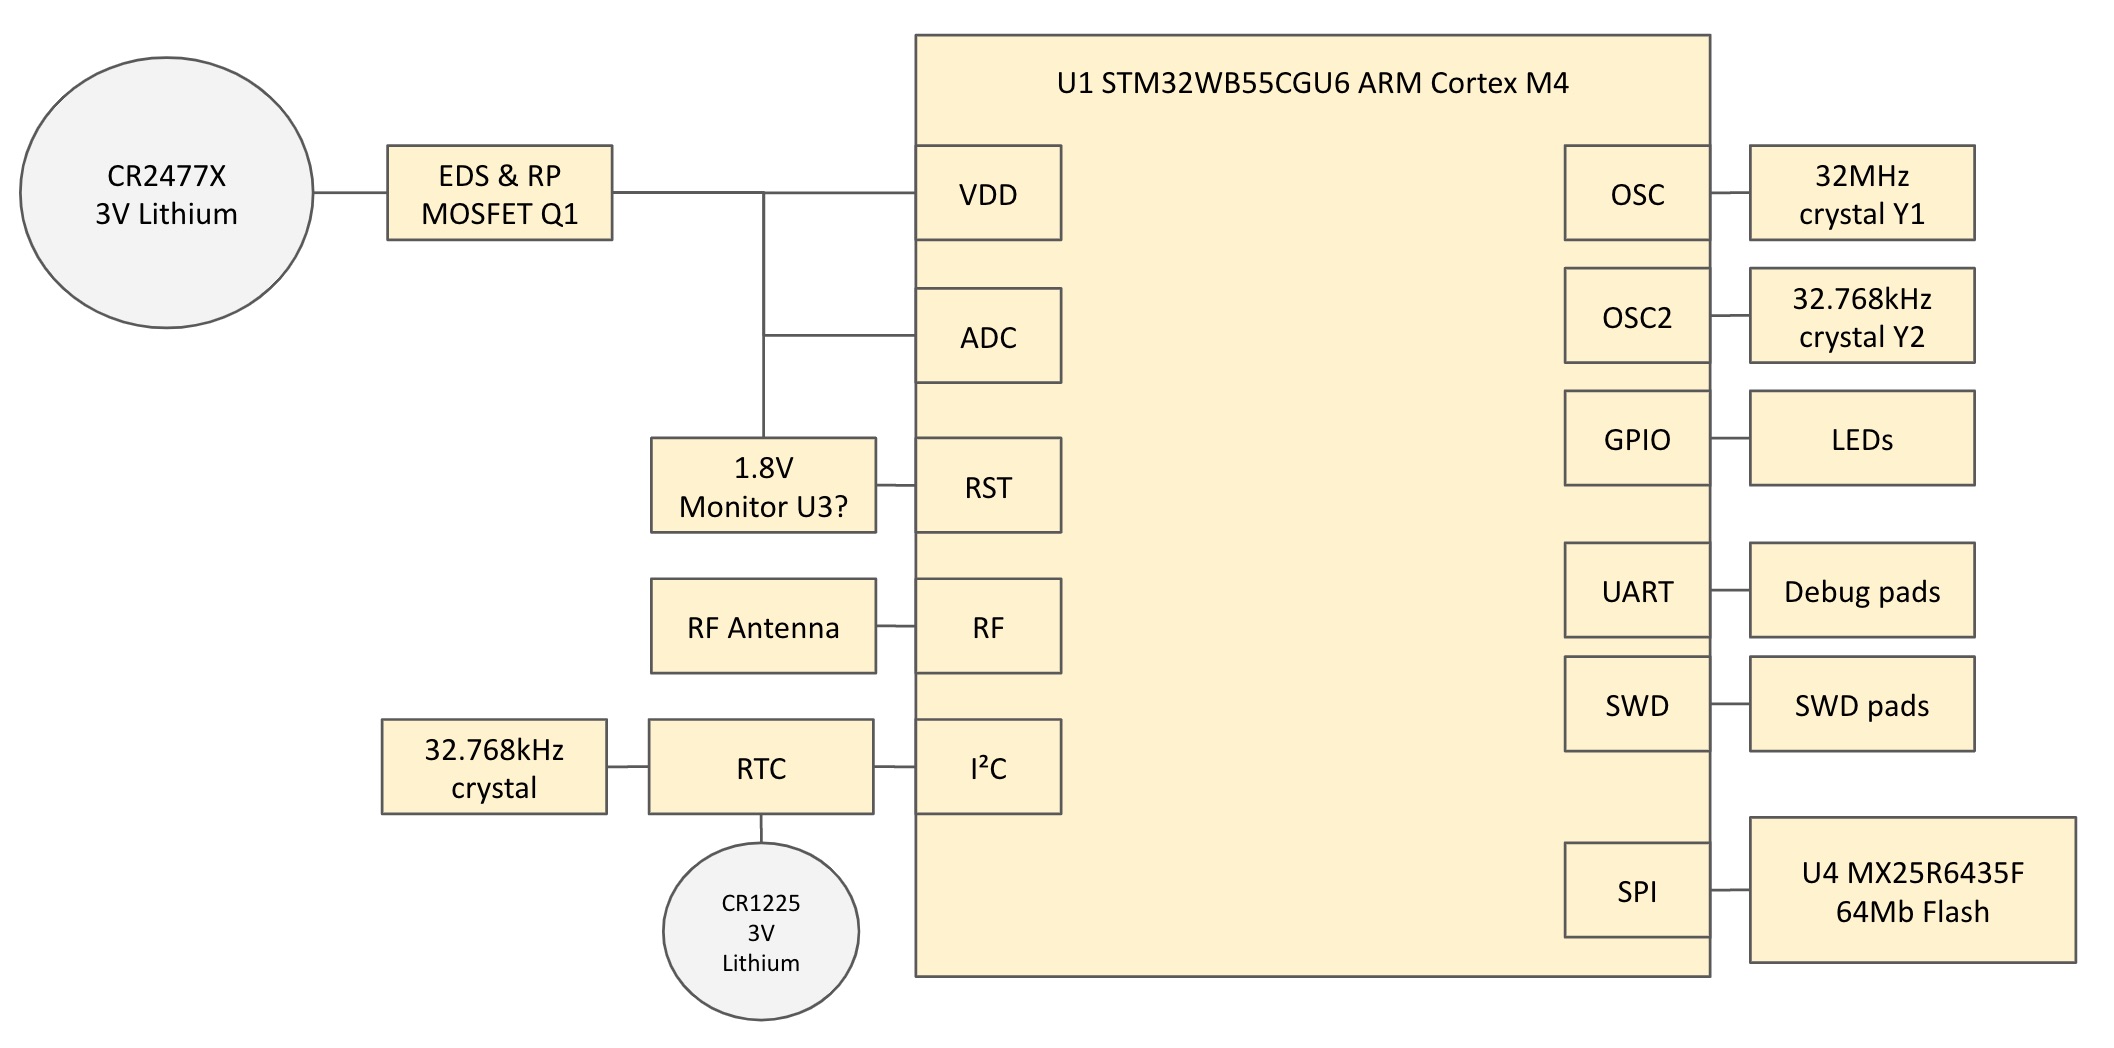 U1 STM32WB55CGU6 ARM Cortex M4
CR2477X
3V Lithium
EDS & RP
MOSFET Q1
VDD
OSC
32MHz
crystal Y1
ADC
OSC2
32.768kHz
crystal Y2
GPIO
LEDs
1.8V
Monitor U3?
RST
UART
Debug pads
RF Antenna
RF
SWD
SWD pads
32.768kHz
crystal
RTC
I²C
SPI
U4 MX25R6435F
64Mb Flash
CR1225
3V
Lithium